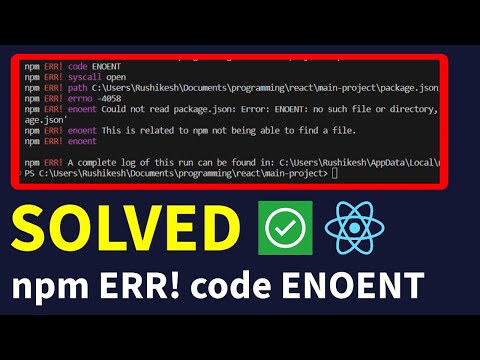 npm ERR! code ENOENT
npm ERR! syscall open
npm ERR! path C:\Users\Rushikesh\Documents\programming\react\main-project\package.json
npm ERR! errno -4058
npm ERR! enoent Could not read package.json: Error: ENOENT: no such file or directory,
age.json'
npm ERR! enoent This is related to npm not being able to find a file.
npm ERR! enoent
npm ERR! A complete log of this run can be found in: C:\Users\Rushikesh\AppData\Local\
PS C:\Users\Rushikesh\Documents\programming\react\main-project>
SOLVED
npm ERR! code ENOENT